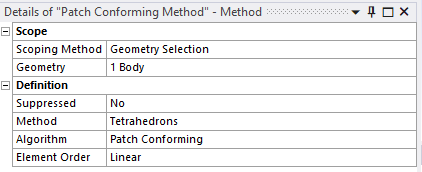 Details of "Patch Conforming Method" - Method
Scope
Scoping Method Geometry Selection
Geometry 1 Body
Definition
Suppressed No
Method Tetrahedrons
Algorithm Patch Conforming
Element Order Linear